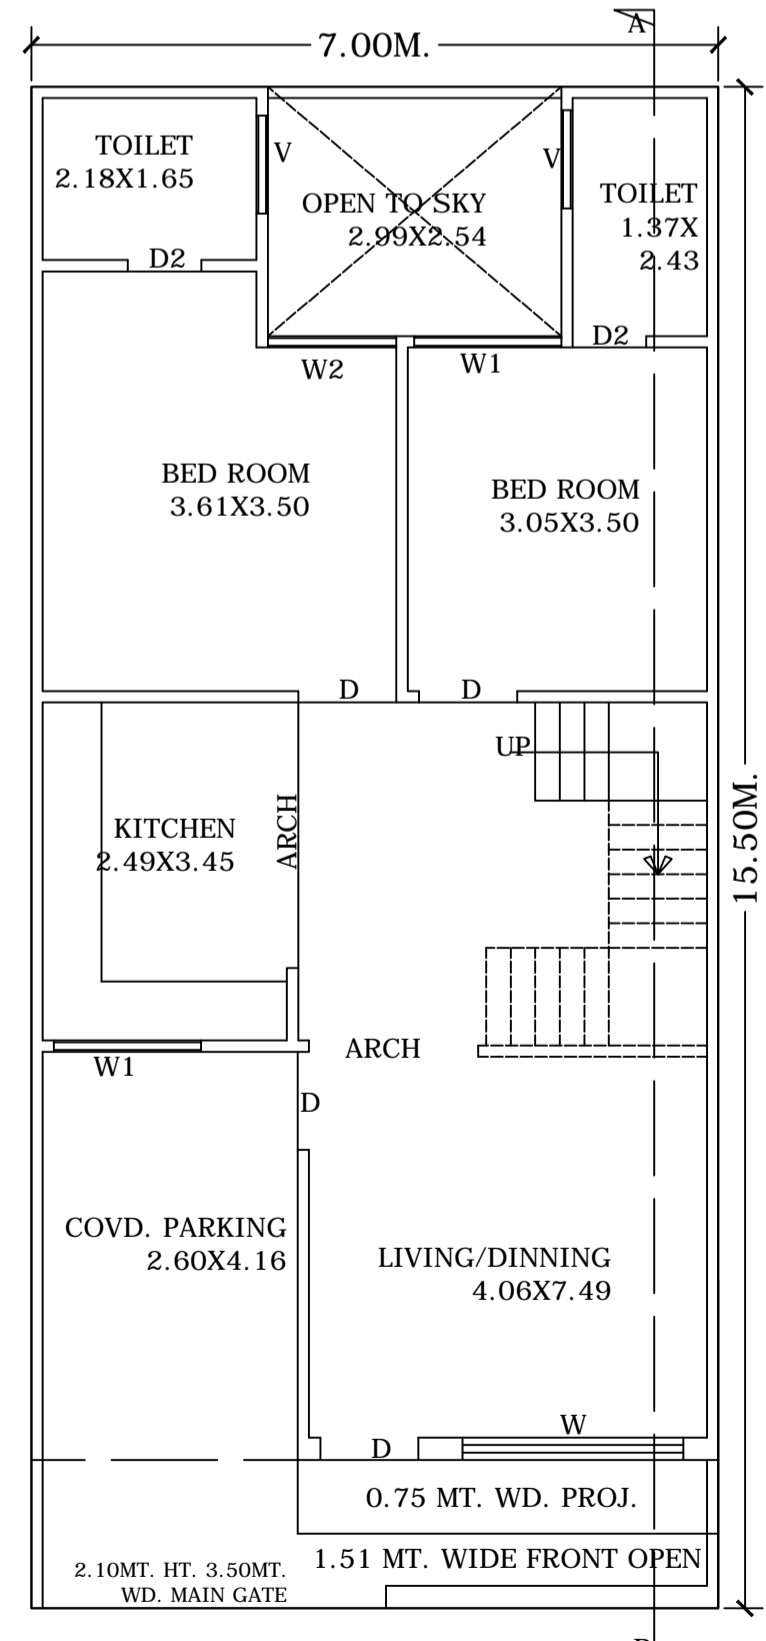 A
7.00M.
TOILET
2.18X1.65
V
OPEN TO SKY
2.99X2.54
V
TOILET
1.37X
2.43
D2
W2
W1
D2
BED ROOM
3.61X3.50
BED ROOM
3.05X3.50
D
D
UP
KITCHEN
2.49X3.45
ARCH
15.50M.
W1
ARCH
D
COVD. PARKING
2.60X4.16
LIVING/DINNING
4.06X7.49
D
W
0.75 MT. WD. PROJ.
1.51 MT. WIDE FRONT OPEN
2.10MT. HT. 3.50MT.
WD. MAIN GATE